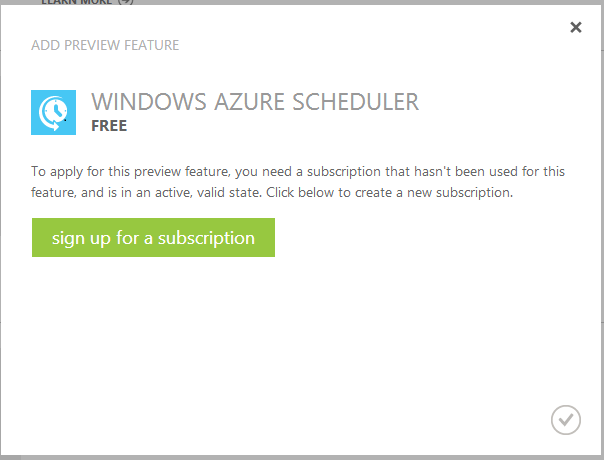 LEARN MORE
ADD PREVIEW FEATURE
WINDOWS AZURE SCHEDULER
FREE
To apply for this preview feature, you need a subscription that hasn't been used for this
feature, and is in an active, valid state. Click below to create a new subscription.
sign up for a subscription